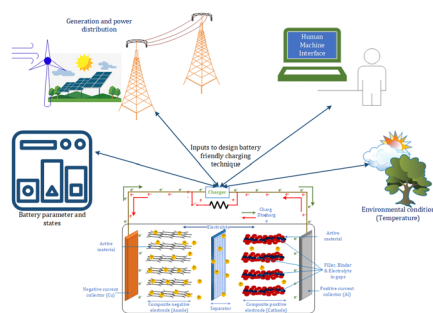 Generation and power
distribution
Human
Machine
Interface
Inputs to design battery
friendly charging
technique
Battery parameter and
states
Environmental condition
(Temperature)
Charger
Electrolyte
Active
material
Active
material
Filler, Binder
& Electrolyte
in gaps
Negative current
collector (Cu)
Positive current
collector (Al)
Composite negative
electrode (Anode)
Separator
Composite positive
electrode (Cathode)